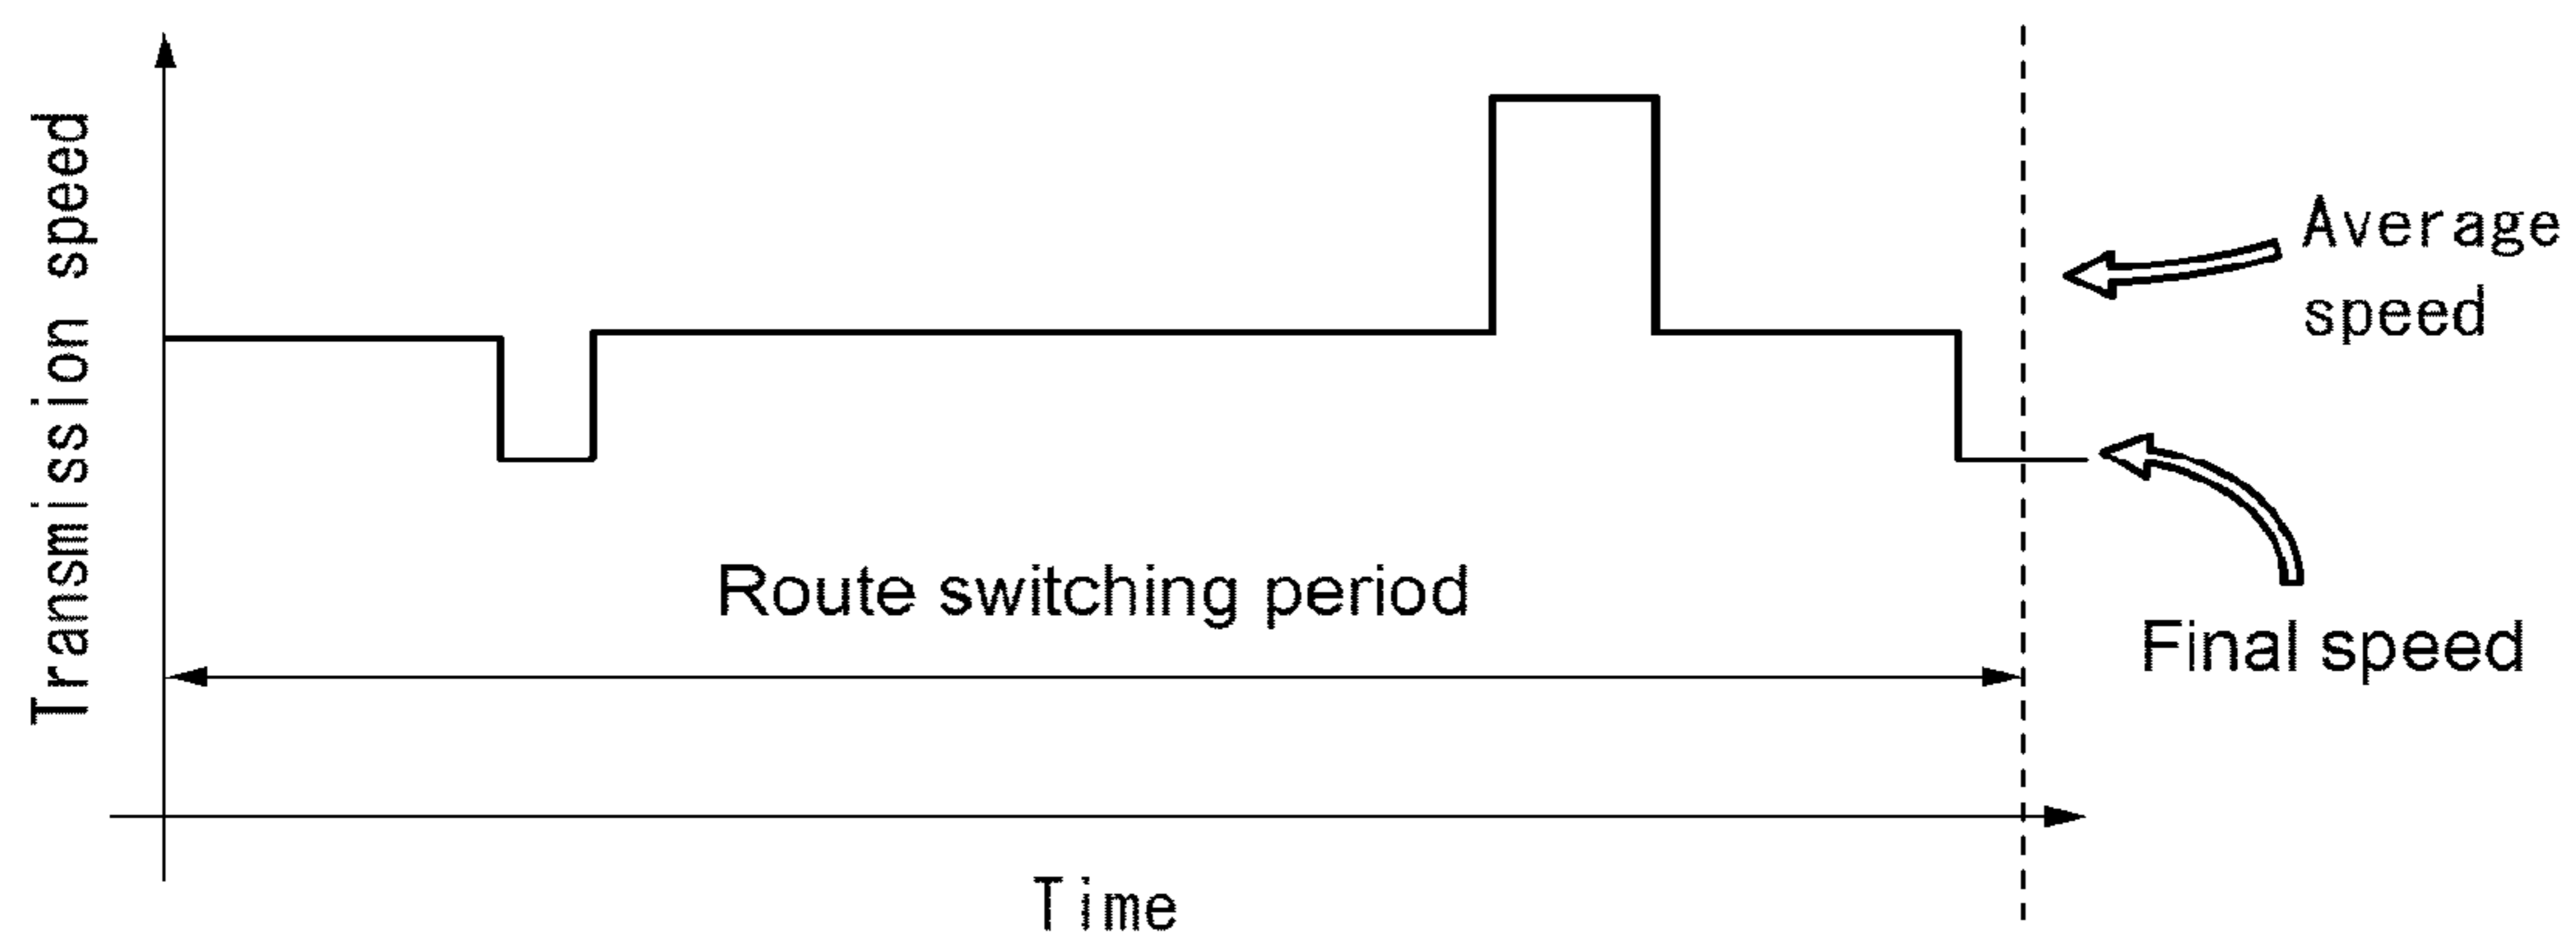 Transmission speed
Average
speed
Route switching period
Final speed
Time